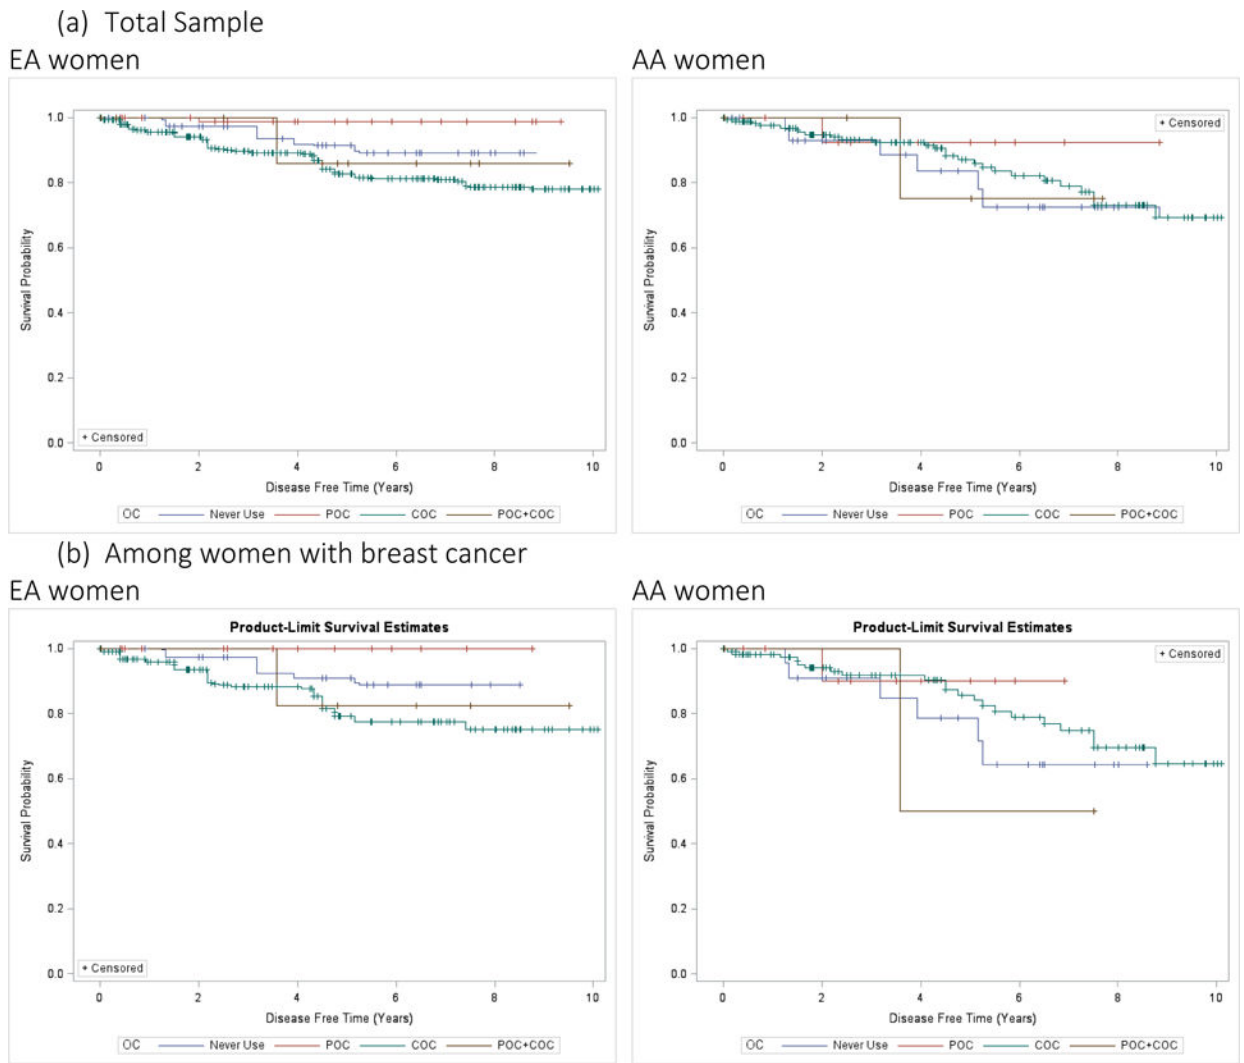 (a) Total Sample
EA women
1.0
0.8
0.6
0.4
0.2
0.0
Survival Probability
+ Censored
0 2 4 6 8 10
Disease Free Time (Years)
OC Never Use POC COC POC+COC
AA women
1.0
0.8
0.6
0.4
0.2
0.0
Survival Probability
+ Censored
0 2 4 6 8 10
Disease Free Time (Years)
OC Never Use POC COC POC+COC
(b) Among women with breast cancer
EA women
Product-Limit Survival Estimates
1.0
0.8
0.6
0.4
0.2
0.0
Survival Probability
+ Censored
0 2 4 6 8 10
Disease Free Time (Years)
OC Never Use POC COC POC+COC
AA women
Product-Limit Survival Estimates
1.0
0.8
0.6
0.4
0.2
0.0
Survival Probability
+ Censored
0 2 4 6 8 10
Disease Free Time (Years)
OC Never Use POC COC POC+COC